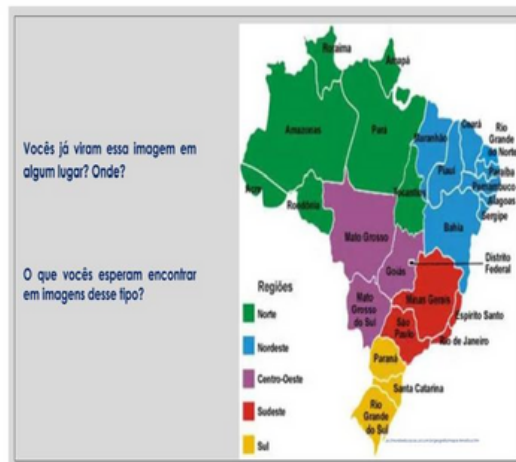 Vocês já viram essa imagem em
algum lugar? Onde?
O que vocês esperam encontrar
em imagens desse tipo?
Roraima
Amapá
Amazonas
Pará
Maranhão
Ceará
Rio
Grande
do Norte
Paraíba
Pernambuco
Alagoas
Sergipe
Piauí
Acre
Rondônia
Tocantins
Bahia
Mato Grosso
Distrito
Federal
Goiás
Minas Gerais
Mato
Grosso
do Sul
Espírito Santo
São
Paulo
Rio de Janeiro
Paraná
Santa Catarina
Rio
Grande
do Sul
Regiões
Norte
Nordeste
Centro-Oeste
Sudeste
Sul